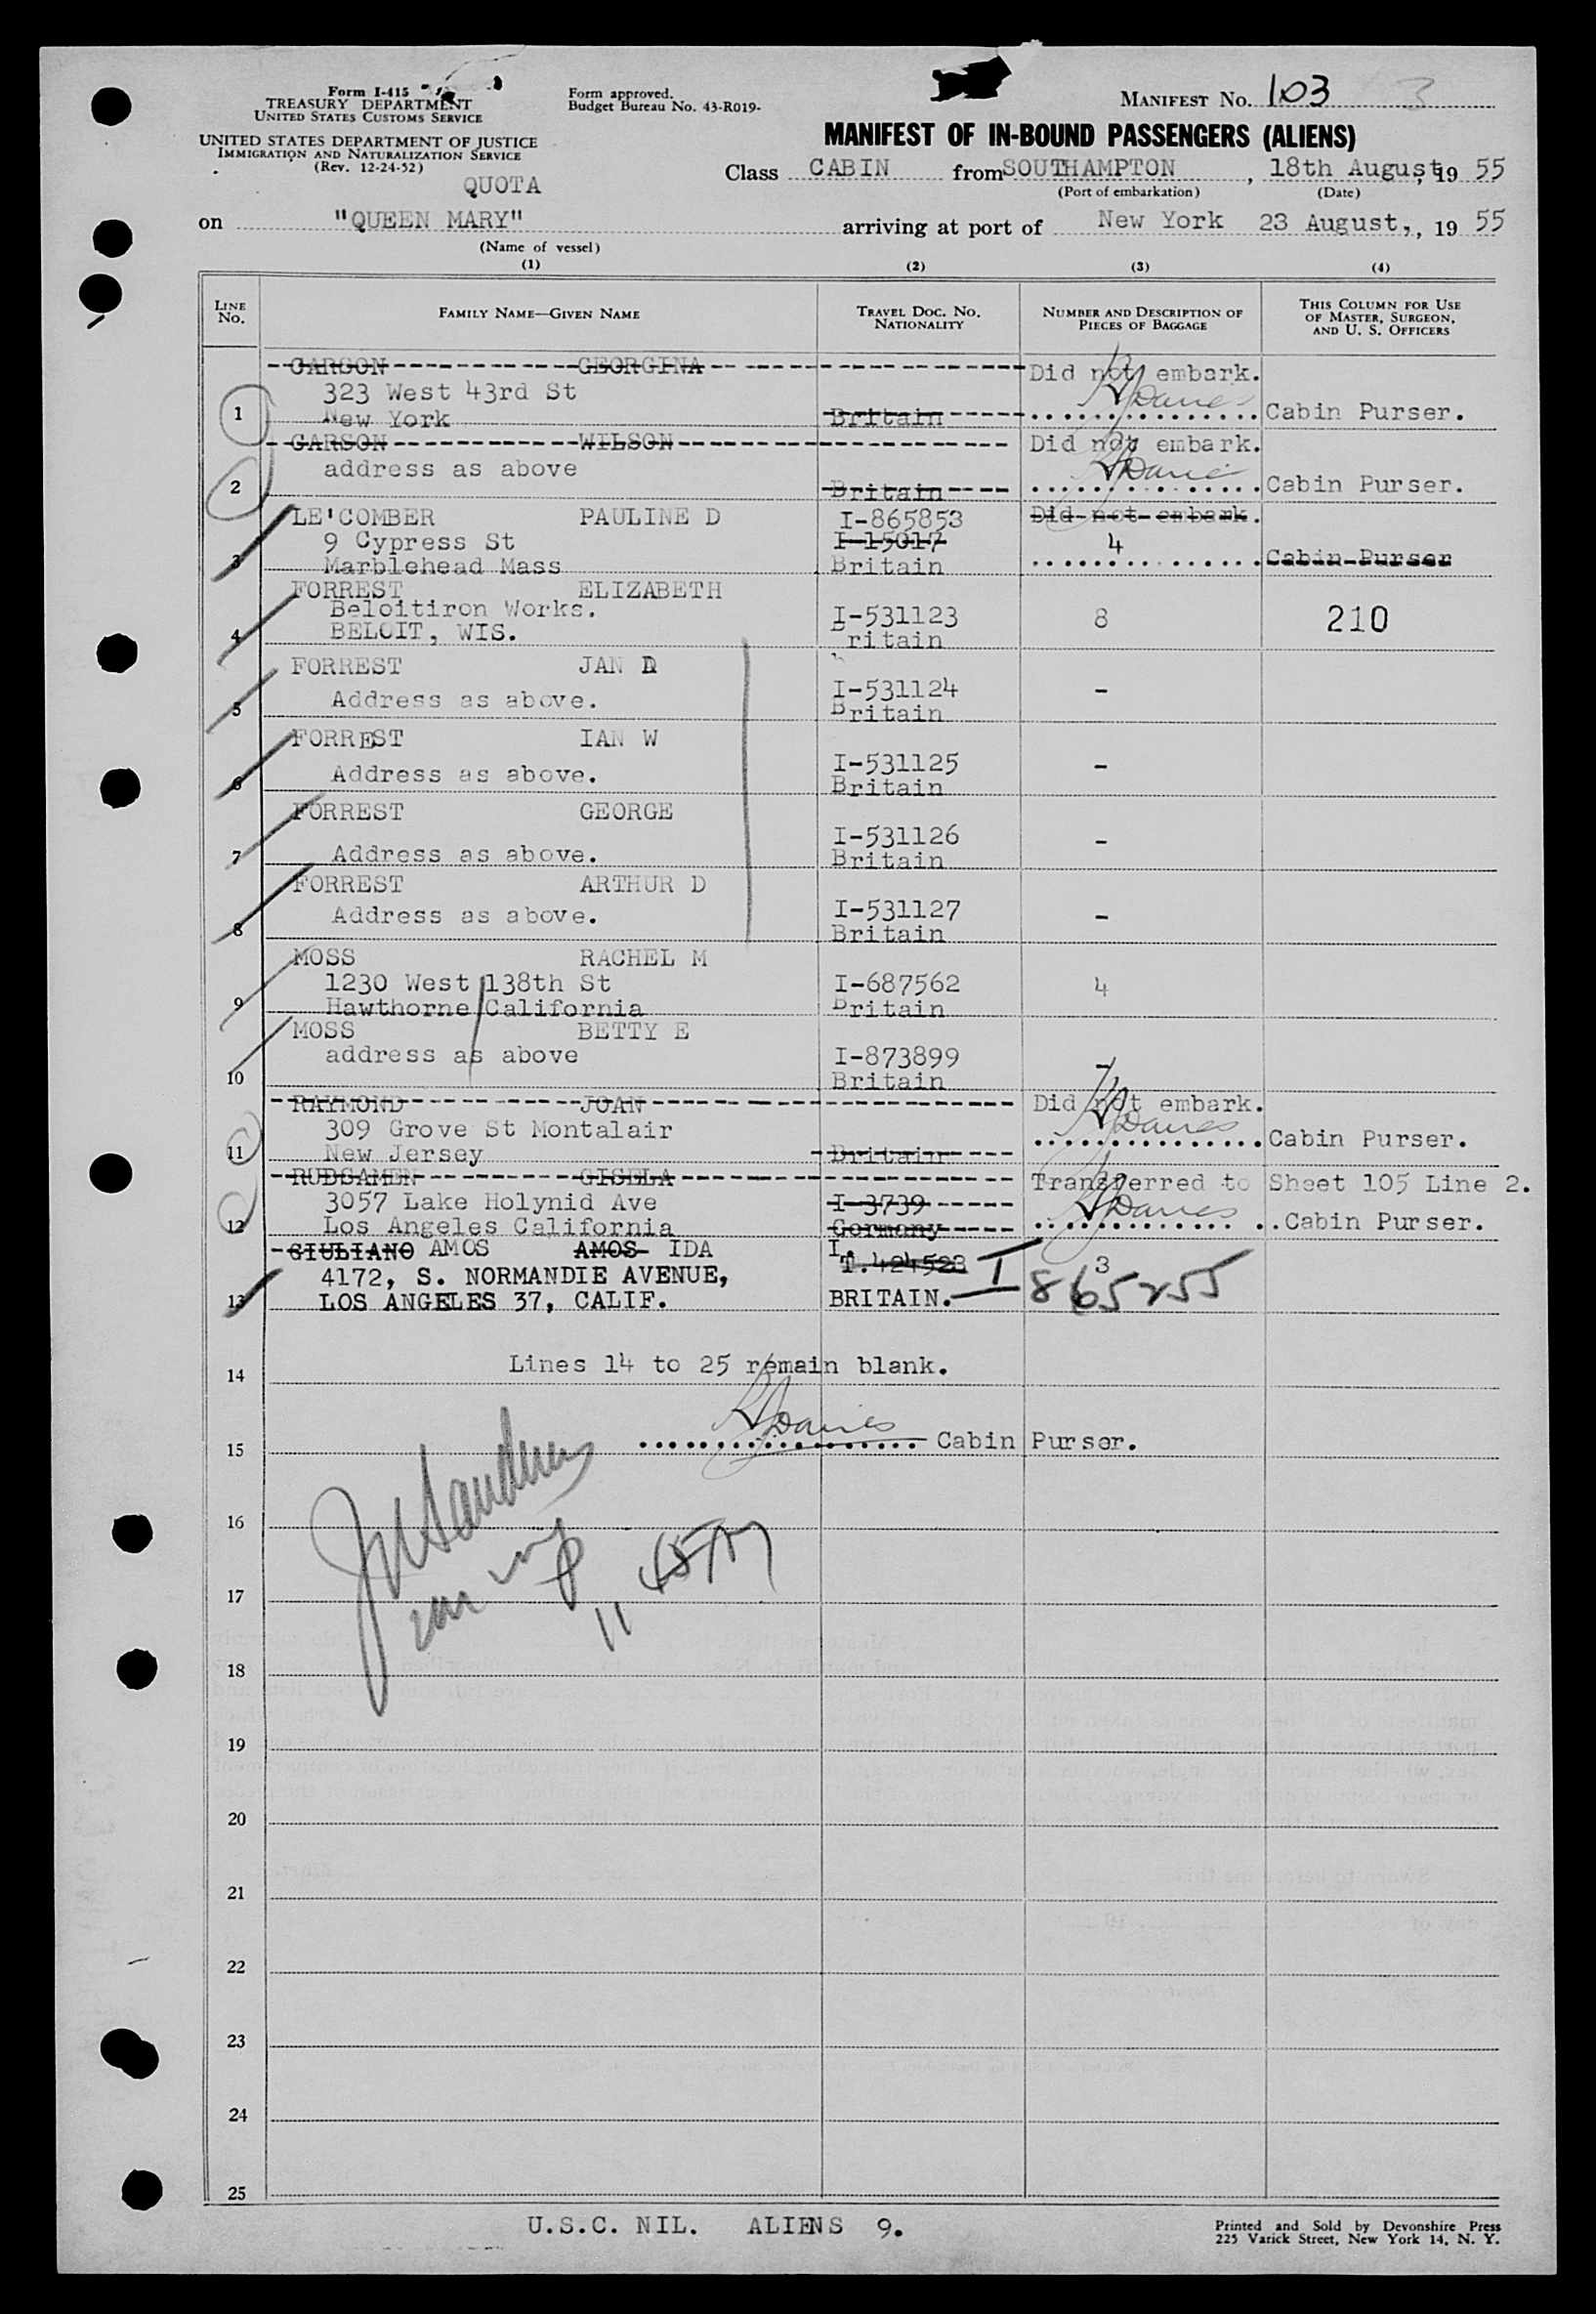 Form I-415
TREASURY DEPARTMENT
UNITED STATES CUSTOMS SERVICE
UNITED STATES DEPARTMENT OF JUSTICE
IMMIGRATION AND NATURALIZATION SERVICE
(Rev. 12-24-52)
QUOTA
Form approved.
Budget Bureau No. 43-R019.
MANIFEST NO. 103 3
MANIFEST OF IN-BOUND PASSENGERS (ALIENS)
Class CABIN from SOUTHAMPTON, 18th August, 19 55
(Port of embarkation) (Date)
on "QUEEN MARY" arriving at port of New York 23 August,, 19 55
(Name of vessel)
(1) (2) (3) (4)
LINE NO. FAMILY NAME—GIVEN NAME TRAVEL DOC. NO. NATIONALITY NUMBER AND DESCRIPTION OF PIECES OF BAGGAGE THIS COLUMN FOR USE OF MASTER, SURGEON, AND U. S. OFFICERS
CARSON GEORGINA Did not embark.
323 West 43rd St Davies
1 New York Britain Cabin Purser.
CARSON WILSON Did not embark.
address as above Davies
2 Britain Cabin Purser.
LE'COMBER PAULINE D I-865853 Did not embark.
9 Cypress St I-15017 4
3 Marblehead Mass Britain Cabin Purser
FORREST ELIZABETH
Beloitiron Works. I-531123 8 210
4 BELOIT, WIS. Britain
FORREST JAN D
Address as above. I-531124 -
5 Britain
FORREST IAN W
Address as above. I-531125 -
6 Britain
FORREST GEORGE
I-531126 -
7 Address as above. Britain
FORREST ARTHUR D
Address as above. I-531127 -
8 Britain
MOSS RACHEL M
1230 West 138th St I-687562 4
9 Hawthorne California Britain
MOSS BETTY E
address as above I-873899 -
10 Britain
RAYMOND JOAN Did not embark.
309 Grove St Montalair Davies
11 New Jersey Britain Cabin Purser.
RUDSAMEN GISELA Transferred to Sheet 105 Line 2.
3057 Lake Holynid Ave I-3739 Davies
12 Los Angeles California Germany Cabin Purser.
GIULIANO AMOS AMOS IDA I.
4172, S. NORMANDIE AVENUE, T.424523 I 865255 3
13 LOS ANGELES 37, CALIF. BRITAIN.
14 Lines 14 to 25 remain blank.
Davies
15 Cabin Purser.
16
17
18
19
20
21
22
23
24
25
U.S.C. NIL. ALIENS 9.
Printed and Sold by Devonshire Press
225 Varick Street, New York 14, N. Y.